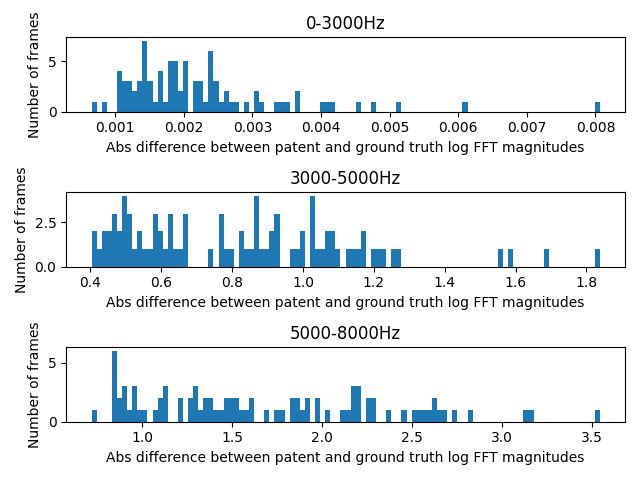 0-3000Hz
Number of frames
5
0
0.001 0.002 0.003 0.004 0.005 0.006 0.007 0.008
Abs difference between patent and ground truth log FFT magnitudes
3000-5000Hz
Number of frames
2.5
0.0
0.4 0.6 0.8 1.0 1.2 1.4 1.6 1.8
Abs difference between patent and ground truth log FFT magnitudes
5000-8000Hz
Number of frames
5
0
1.0 1.5 2.0 2.5 3.0 3.5
Abs difference between patent and ground truth log FFT magnitudes